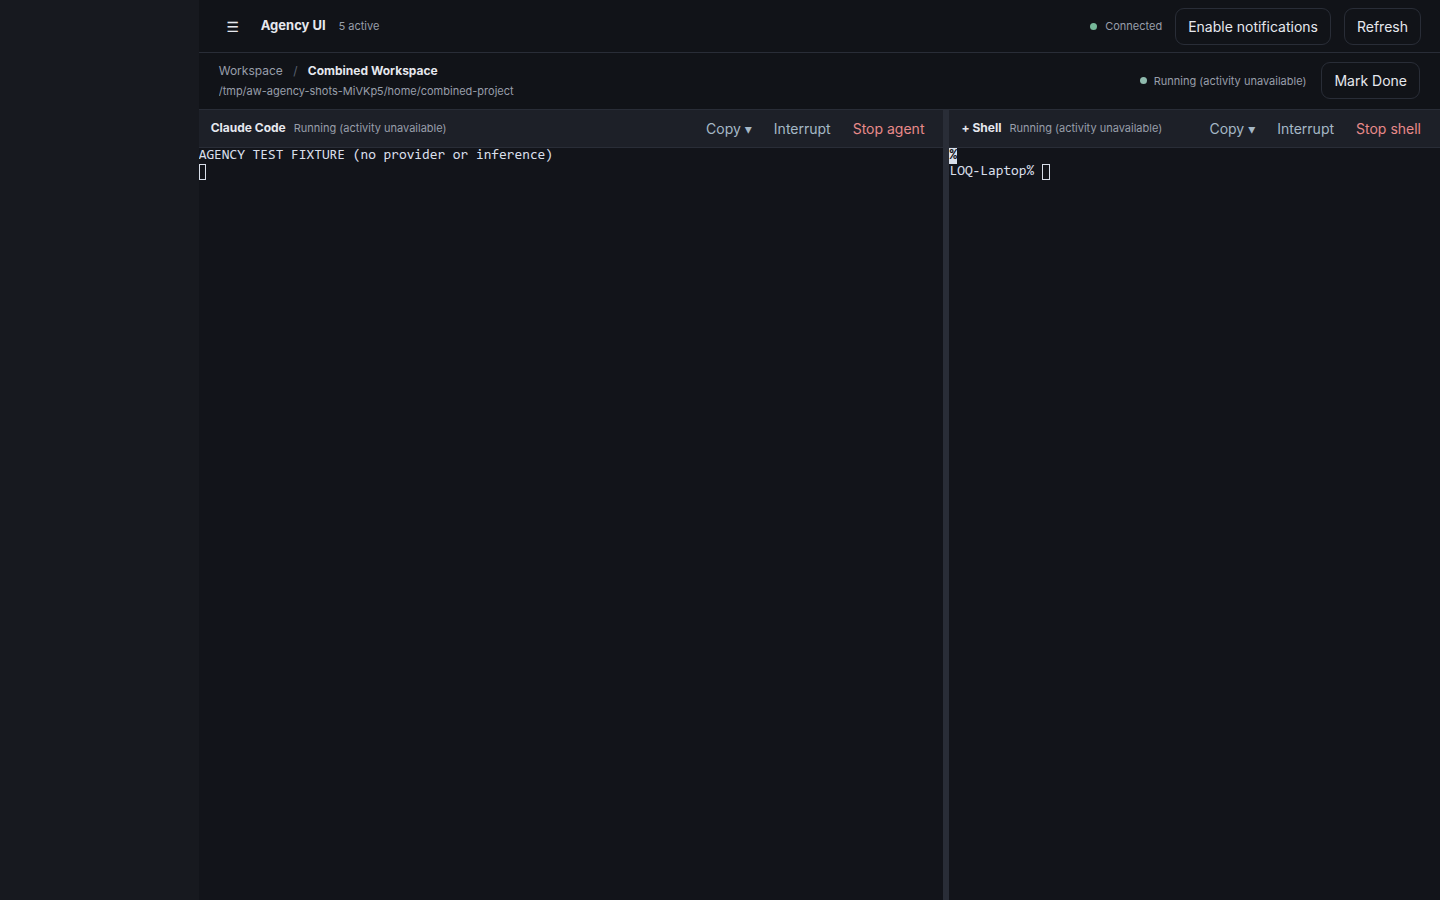 ☰ Agency UI 5 active Connected Enable notifications Refresh
Workspace / Combined Workspace
/tmp/aw-agency-shots-MiVKp5/home/combined-project
Running (activity unavailable) Mark Done
Claude Code Running (activity unavailable) Copy ▾ Interrupt Stop agent
AGENCY TEST FIXTURE (no provider or inference)
+ Shell Running (activity unavailable) Copy ▾ Interrupt Stop shell
%
LOQ-Laptop%